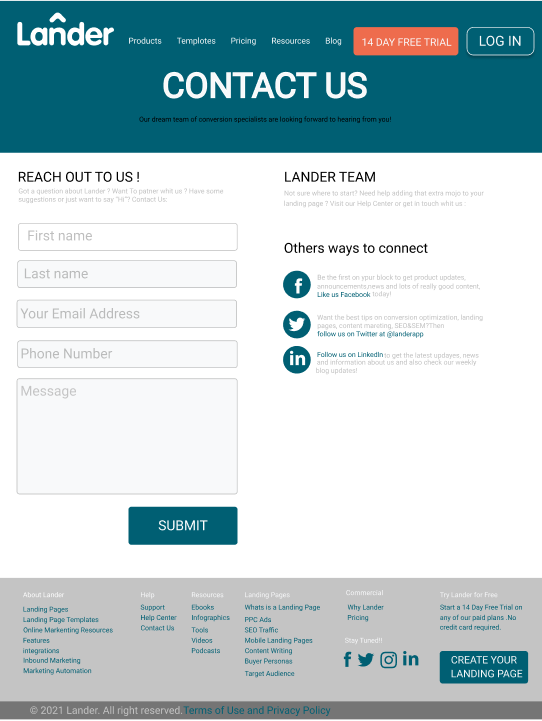 Lander
Products Templates Pricing Resources Blog 14 DAY FREE TRIAL LOG IN
CONTACT US
Our dream team of conversion specialists are looking forward to hearing from you!
REACH OUT TO US !
Got a question about Lander ? Want To patner whit us ? Have some
suggestions or just want to say "Hi"? Contact Us:
First name
Last name
Your Email Address
Phone Number
Message
SUBMIT
LANDER TEAM
Not sure where to start? Need help adding that extra mojo to your
landing page ? Visit our Help Center or get in touch whit us :
Others ways to connect
Be the first on ypur block to get product updates,
announcements,news and lots of really good content,
Like us Facebook today!
Want the best tips on conversion optimization, landing
pages, content mareting, SEO&SEM?Then
follow us on Twitter at @landerapp
Follow us on LinkedIn to get the latest updayes, news
and information about us and also check our weekly
blog updates!
About Lander
Landing Pages
Landing Page Templates
Online Markenting Resources
Features
integrations
Inbound Marketing
Marketing Automation
Help
Support
Help Center
Contact Us
Resources
Ebooks
Infographics
Tools
Videos
Podcasts
Landing Pages
Whats is a Landing Page
PPC Ads
SEO Traffic
Mobile Landing Pages
Content Writing
Buyer Personas
Target Audience
Commercial
Why Lander
Pricing
Stay Tuned!!
Try Lander for Free
Start a 14 Day Free Trial on
any of our paid plans .No
credit card required.
CREATE YOUR
LANDING PAGE
© 2021 Lander. All right reserved.Terms of Use and Privacy Policy